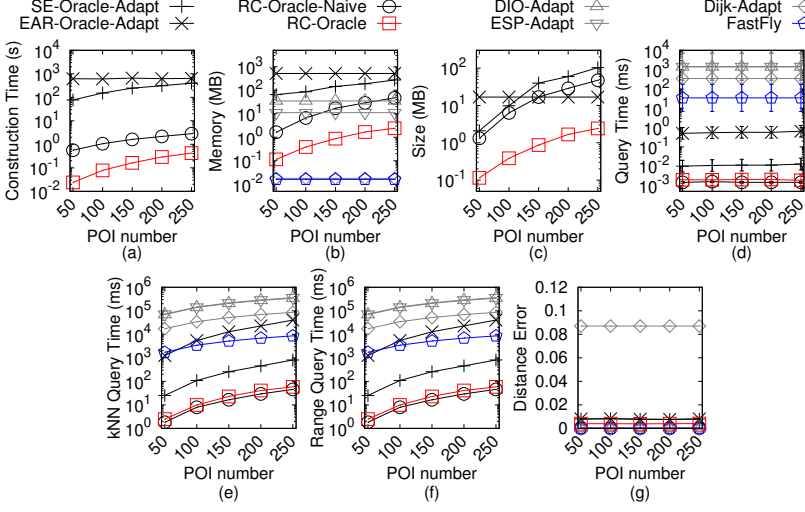 SE-Oracle-Adapt RC-Oracle-Naive DIO-Adapt Dijk-Adapt
EAR-Oracle-Adapt RC-Oracle ESP-Adapt FastFly
Construction Time (s)
10^3
10^2
10^1
10^0
10^-1
10^-2
50 100 150 200 250
POI number
(a)
Memory (MB)
10^4
10^3
10^2
10^1
10^0
10^-1
10^-2
50 100 150 200 250
POI number
(b)
Size (MB)
10^2
10^1
10^0
10^-1
50 100 150 200 250
POI number
(c)
Query Time (ms)
10^4
10^3
10^2
10^1
10^0
10^-1
10^-2
10^-3
50 100 150 200 250
POI number
(d)
kNN Query Time (ms)
10^6
10^5
10^4
10^3
10^2
10^1
10^0
50 100 150 200 250
POI number
(e)
Range Query Time (ms)
10^6
10^5
10^4
10^3
10^2
10^1
10^0
50 100 150 200 250
POI number
(f)
Distance Error
0.12
0.1
0.08
0.06
0.04
0.02
0
50 100 150 200 250
POI number
(g)